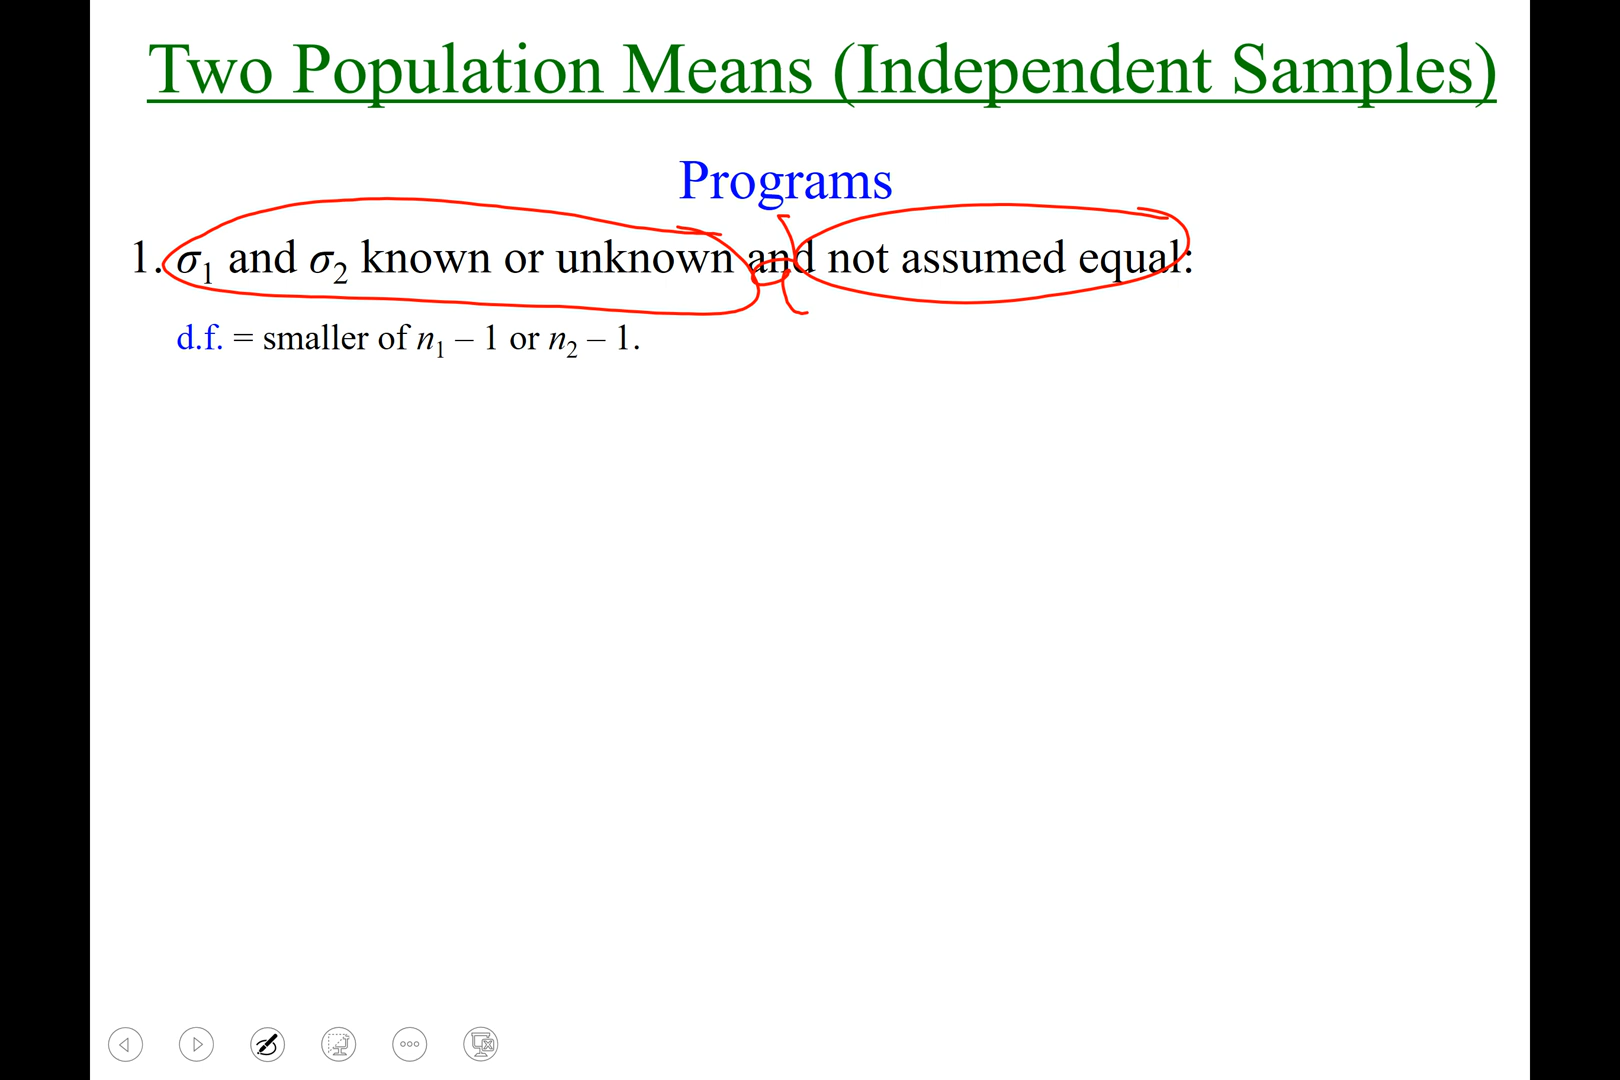 Two Population Means (Independent Samples)
Programs
1. σ₁ and σ₂ known or unknown and not assumed equal:
d.f. = smaller of n₁ – 1 or n₂ – 1.